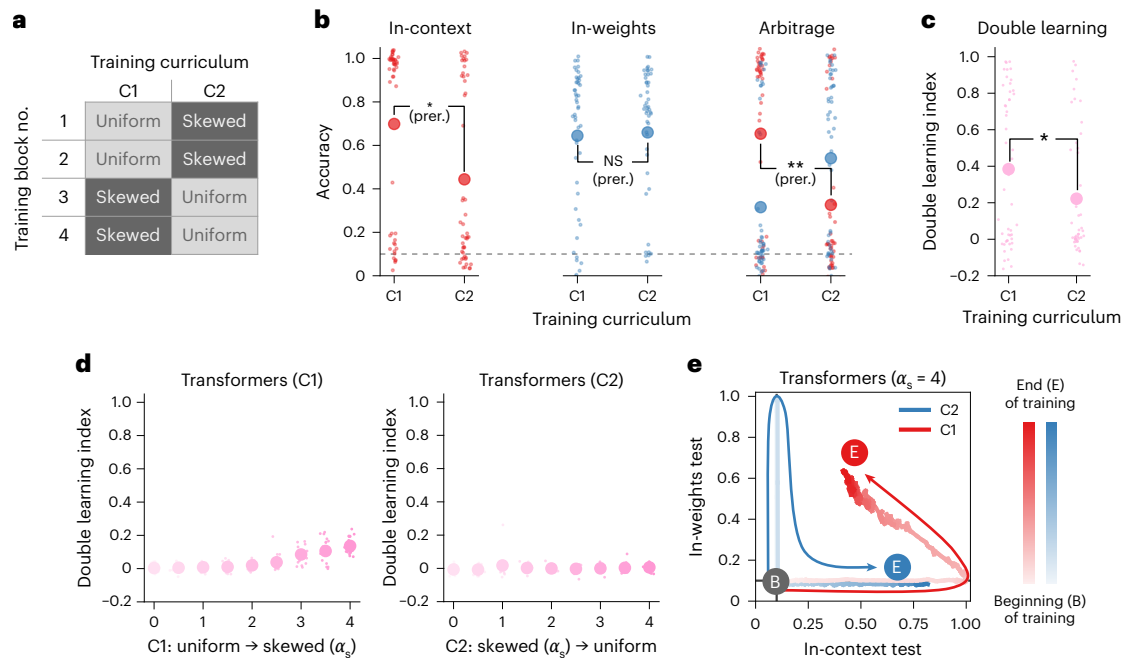 a
Training curriculum
C1 C2
Training block no.
1 Uniform Skewed
2 Uniform Skewed
3 Skewed Uniform
4 Skewed Uniform
b
In-context
In-weights
Arbitrage
Accuracy
1.0
0.8
0.6
0.4
0.2
0
*
(prer.)
NS
(prer.)
**
(prer.)
C1 C2 C1 C2 C1 C2
Training curriculum
c
Double learning
Double learning index
1.0
0.8
0.6
0.4
0.2
0
−0.2
*
C1 C2
Training curriculum
d
Transformers (C1)
Double learning index
1.0
0.8
0.6
0.4
0.2
0
−0.2
0 1 2 3 4
C1: uniform → skewed (αs)
Transformers (C2)
Double learning index
1.0
0.8
0.6
0.4
0.2
0
−0.2
0 1 2 3 4
C2: skewed (αs) → uniform
e
Transformers (αs = 4)
In-weights test
1.0
0.8
0.6
0.4
0.2
0
C2
C1
E
E
B
0 0.25 0.50 0.75 1.00
In-context test
End (E)
of training
Beginning (B)
of training